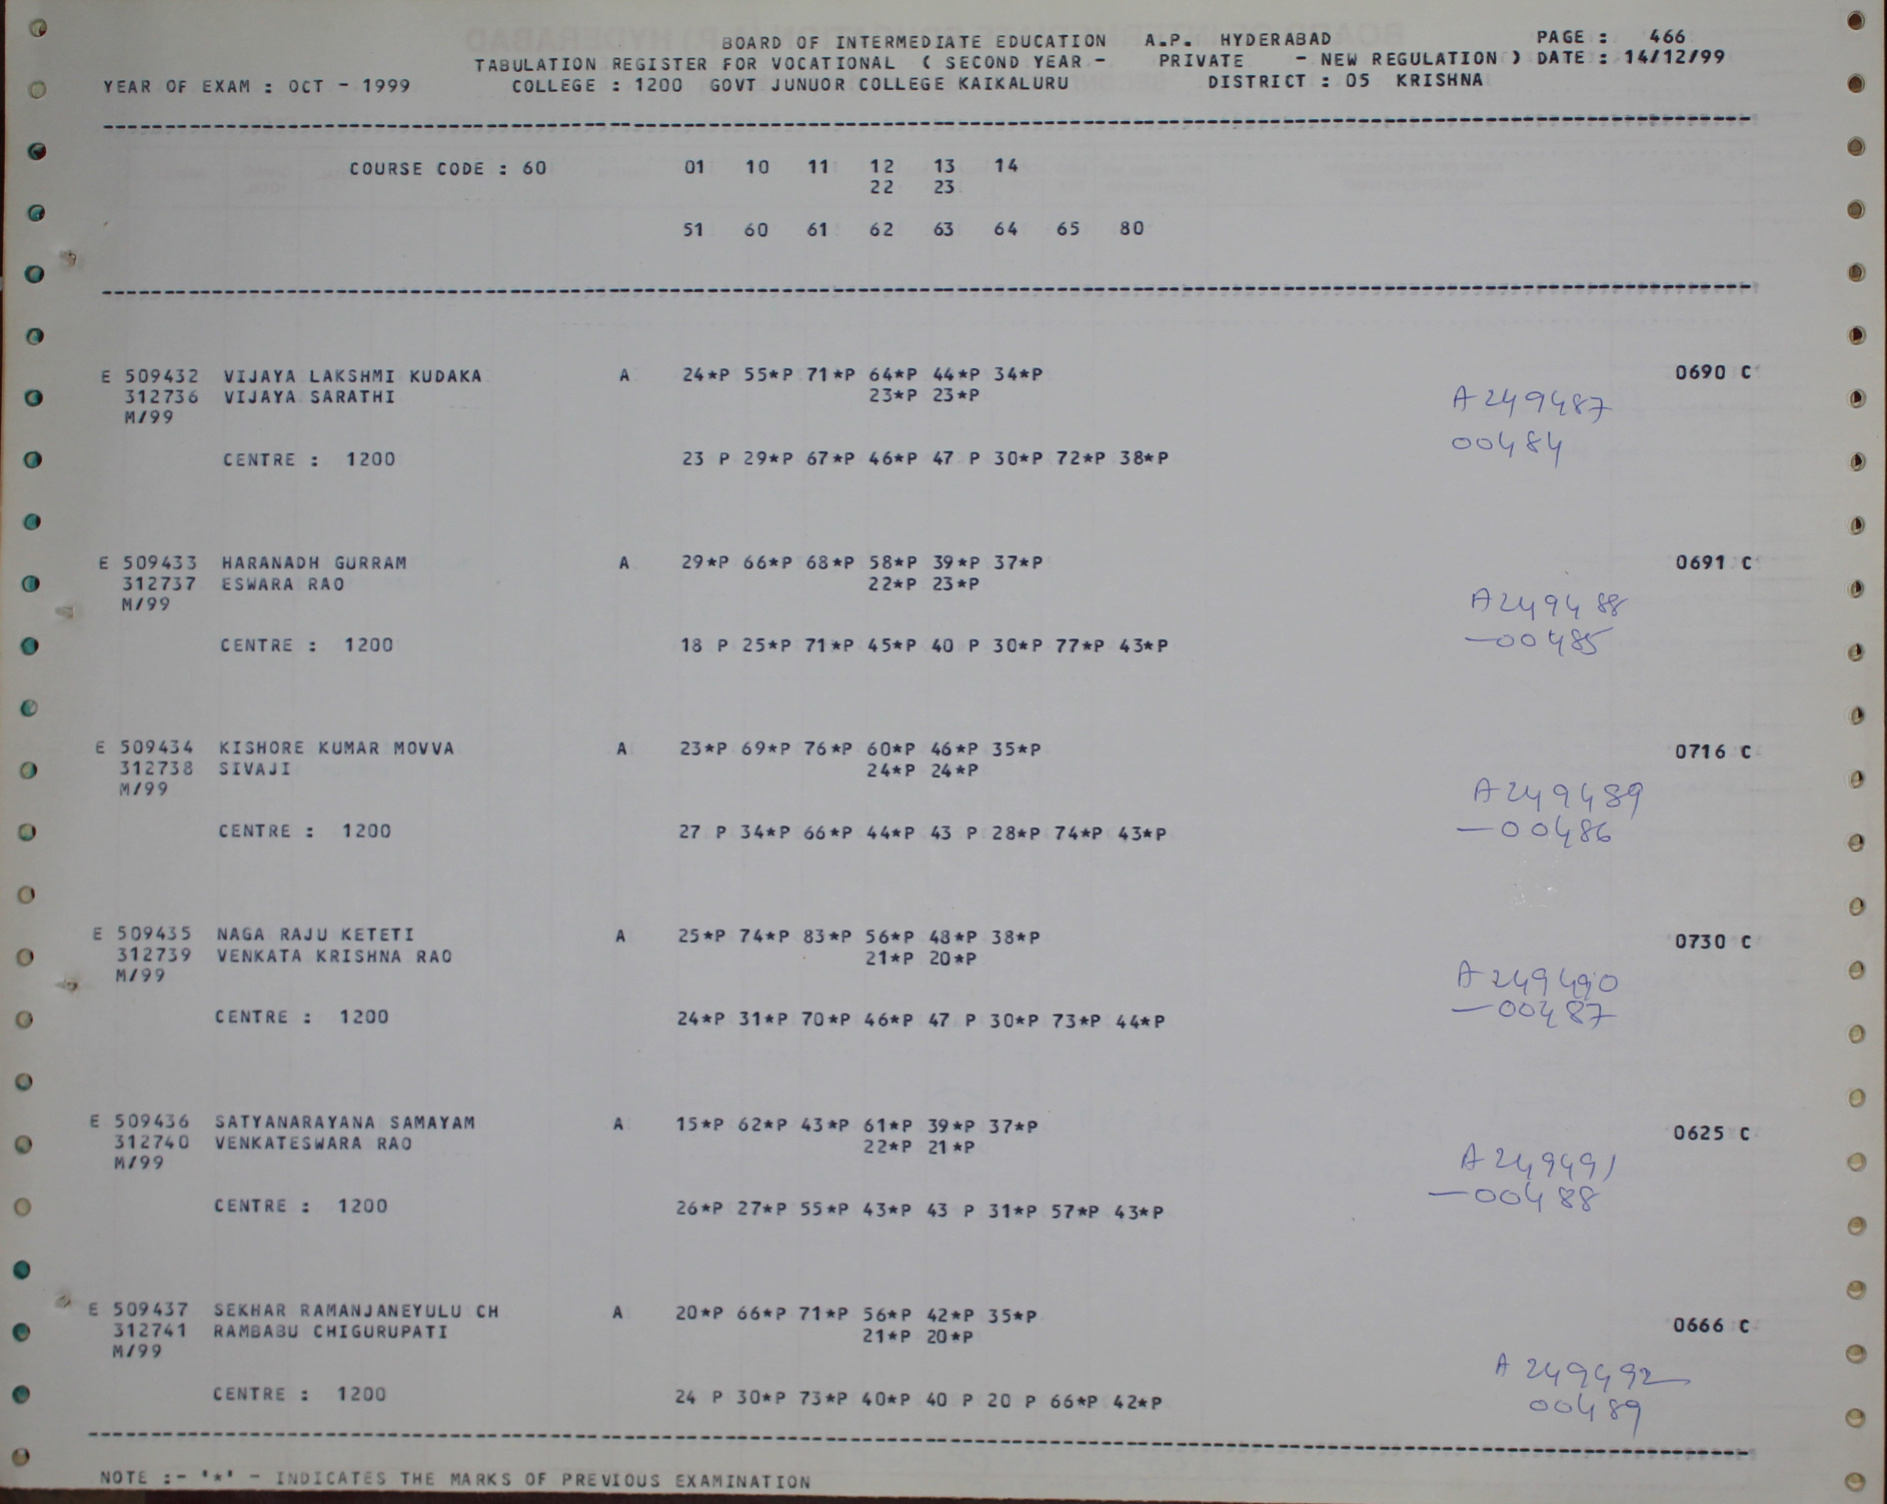 BOARD OF INTERMEDIATE EDUCATION A.P. HYDERABAD PAGE : 466
TABULATION REGISTER FOR VOCATIONAL ( SECOND YEAR - PRIVATE - NEW REGULATION ) DATE : 14/12/99
YEAR OF EXAM : OCT - 1999 COLLEGE : 1200 GOVT JUNUOR COLLEGE KAIKALURU DISTRICT : 05 KRISHNA
COURSE CODE : 60 01 10 11 12 13 14
22 23
51 60 61 62 63 64 65 80
E 509432 VIJAYA LAKSHMI KUDAKA A 24*P 55*P 71*P 64*P 44*P 34*P 0690 C
312736 VIJAYA SARATHI 23*P 23*P A249487
M/99
00484
CENTRE : 1200 23 P 29*P 67*P 46*P 47 P 30*P 72*P 38*P
E 509433 HARANADH GURRAM A 29*P 66*P 68*P 58*P 39*P 37*P 0691 C
312737 ESWARA RAO 22*P 23*P
M/99 A249488
CENTRE : 1200 18 P 25*P 71*P 45*P 40 P 30*P 77*P 43*P —00485
E 509434 KISHORE KUMAR MOVVA A 23*P 69*P 76*P 60*P 46*P 35*P 0716 C
312738 SIVAJI 24*P 24*P
M/99 A249489
CENTRE : 1200 27 P 34*P 66*P 44*P 43 P 28*P 74*P 43*P —00486
E 509435 NAGA RAJU KETETI A 25*P 74*P 83*P 56*P 48*P 38*P 0730 C
312739 VENKATA KRISHNA RAO 21*P 20*P
M/99 A249490
CENTRE : 1200 24*P 31*P 70*P 46*P 47 P 30*P 73*P 44*P —00487
E 509436 SATYANARAYANA SAMAYAM A 15*P 62*P 43*P 61*P 39*P 37*P 0625 C
312740 VENKATESWARA RAO 22*P 21*P
M/99 A249491
CENTRE : 1200 26*P 27*P 55*P 43*P 43 P 31*P 57*P 43*P —00488
E 509437 SEKHAR RAMANJANEYULU CH A 20*P 66*P 71*P 56*P 42*P 35*P 0666 C
312741 RAMBABU CHIGURUPATI 21*P 20*P
M/99 A249492
CENTRE : 1200 24 P 30*P 73*P 40*P 40 P 20 P 66*P 42*P 00489
NOTE :- '*' - INDICATES THE MARKS OF PREVIOUS EXAMINATION